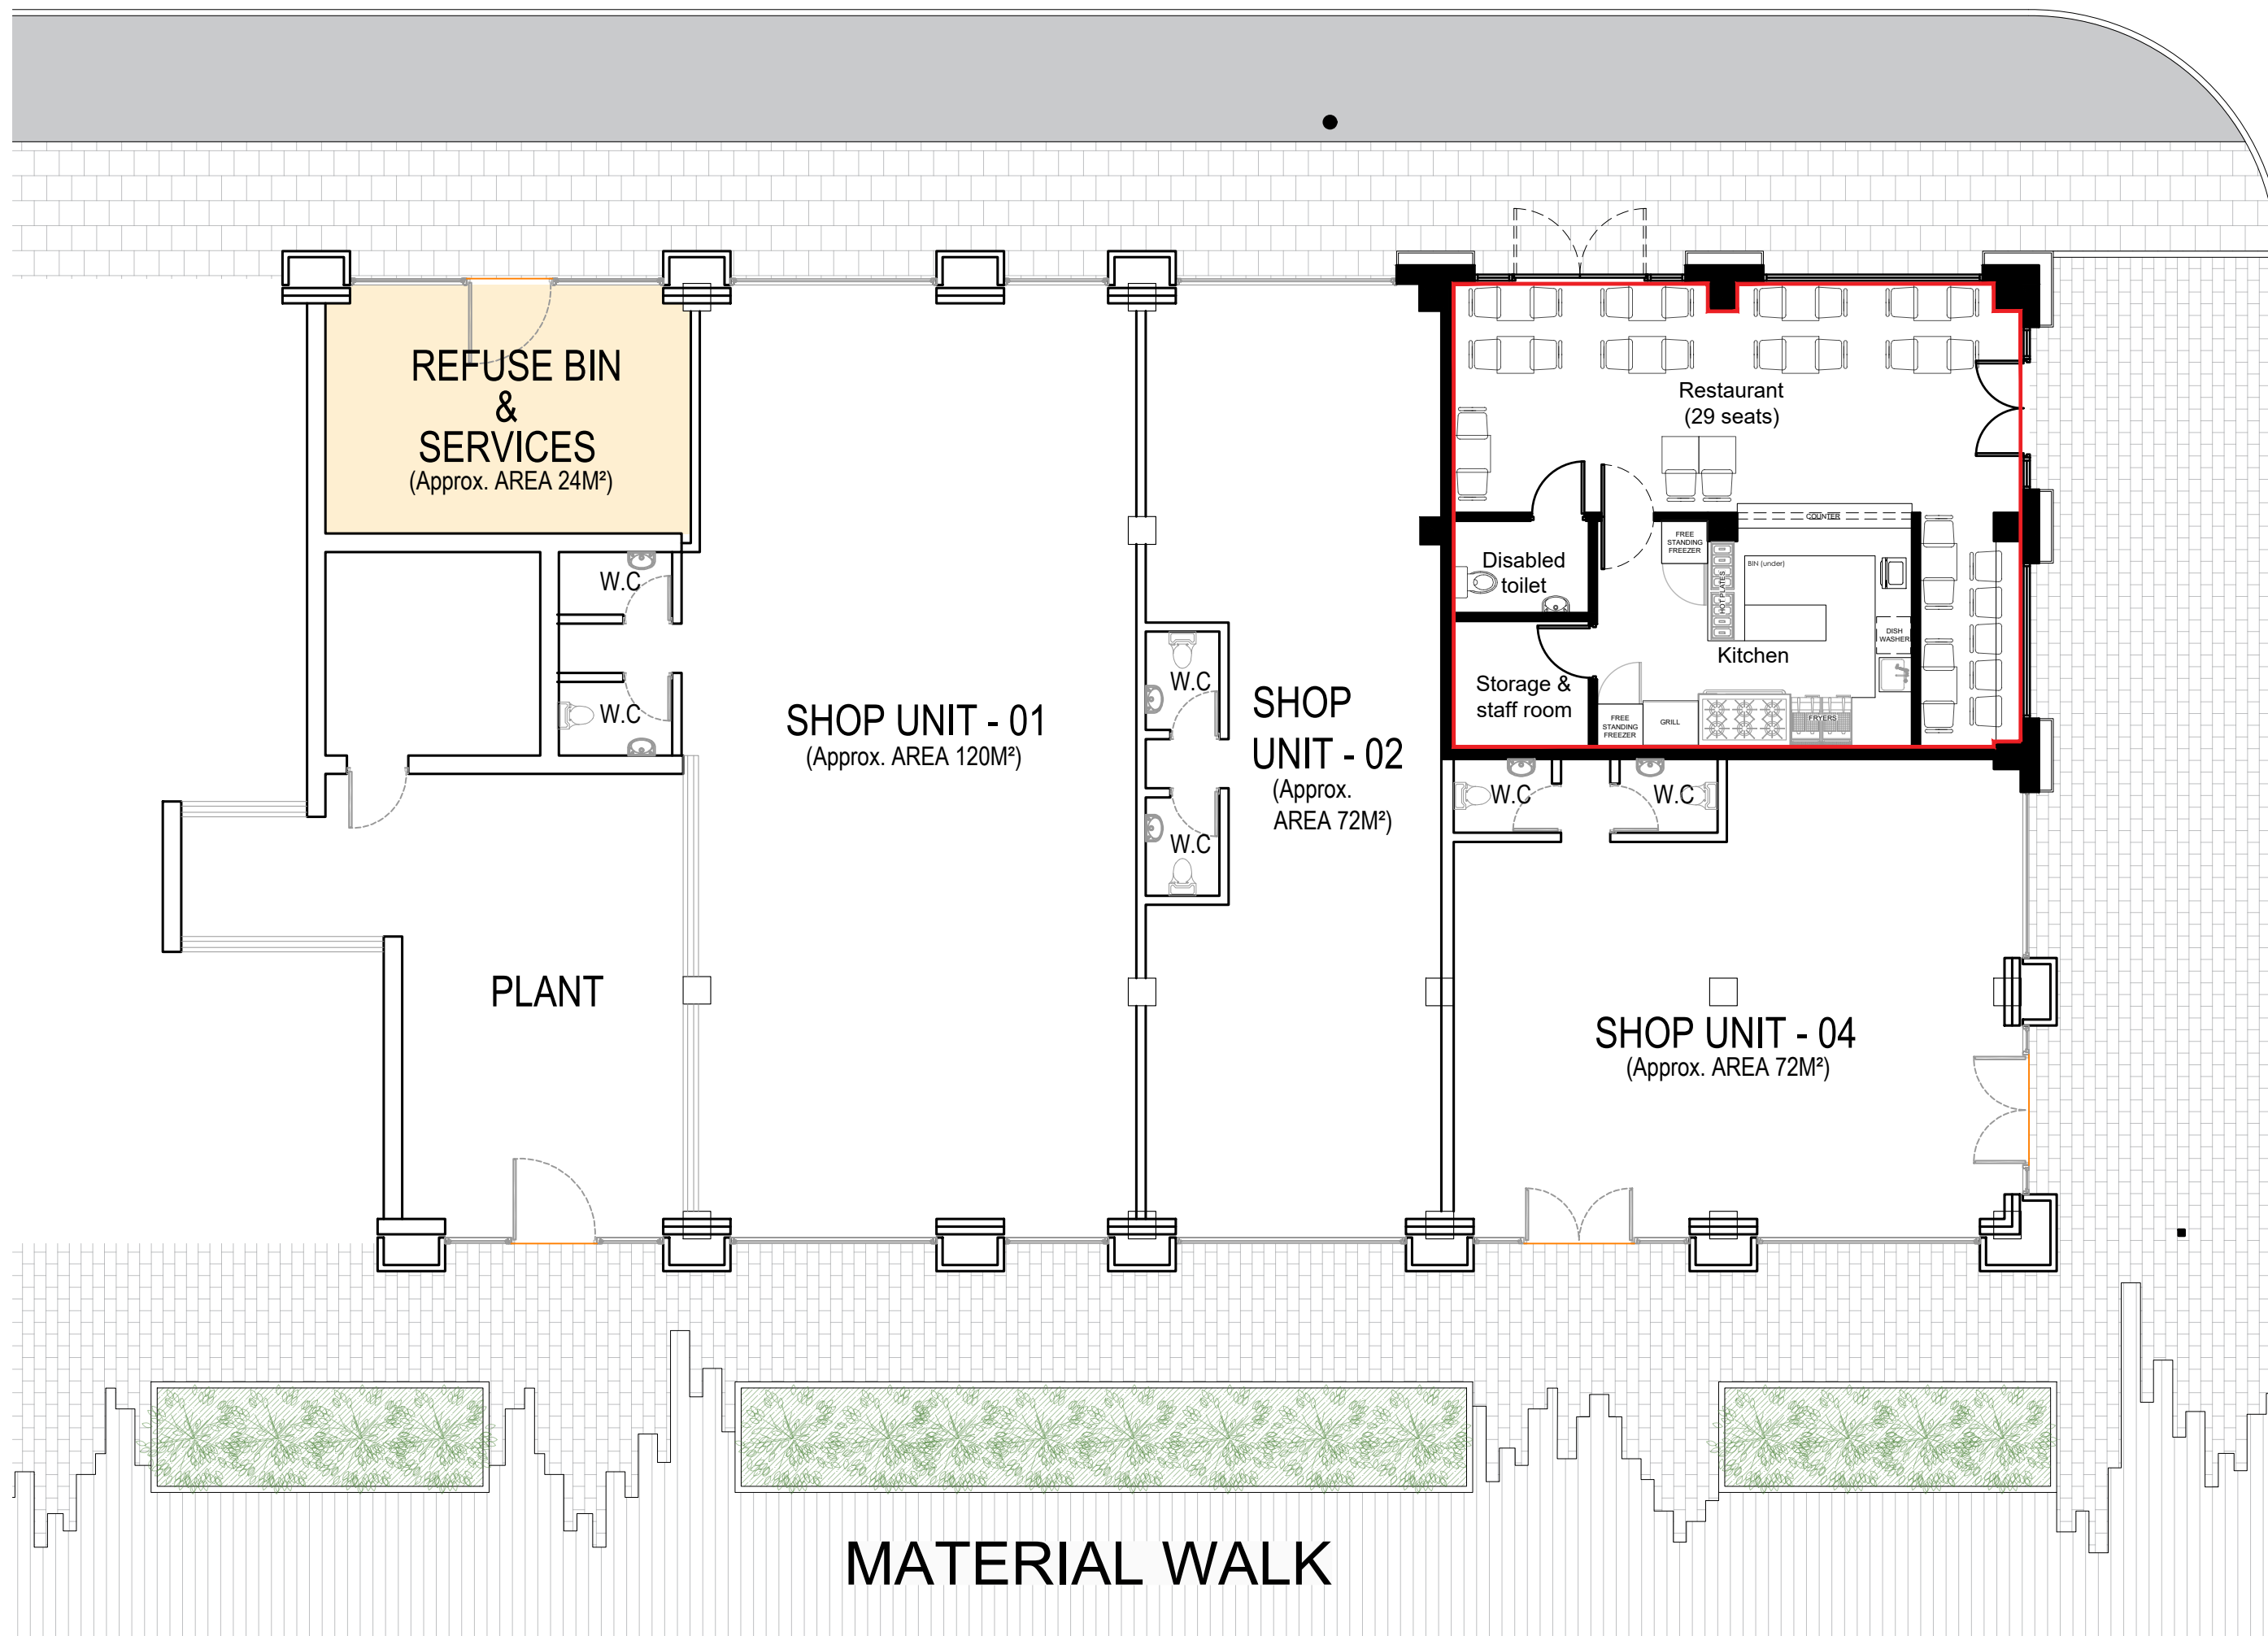 REFUSE BIN
&
SERVICES
(Approx. AREA 24M²)
W.C
W.C
PLANT
SHOP UNIT - 01
(Approx. AREA 120M²)
W.C
W.C
SHOP
UNIT - 02
(Approx.
AREA 72M²)
Restaurant
(29 seats)
COUNTER
FREE
STANDING
FREEZER
HOT PLATES
BIN (under)
Disabled
toilet
DISH
WASHER
Kitchen
Storage &
staff room
FREE
STANDING
FREEZER
GRILL
FRYERS
W.C
W.C
SHOP UNIT - 04
(Approx. AREA 72M²)
MATERIAL WALK